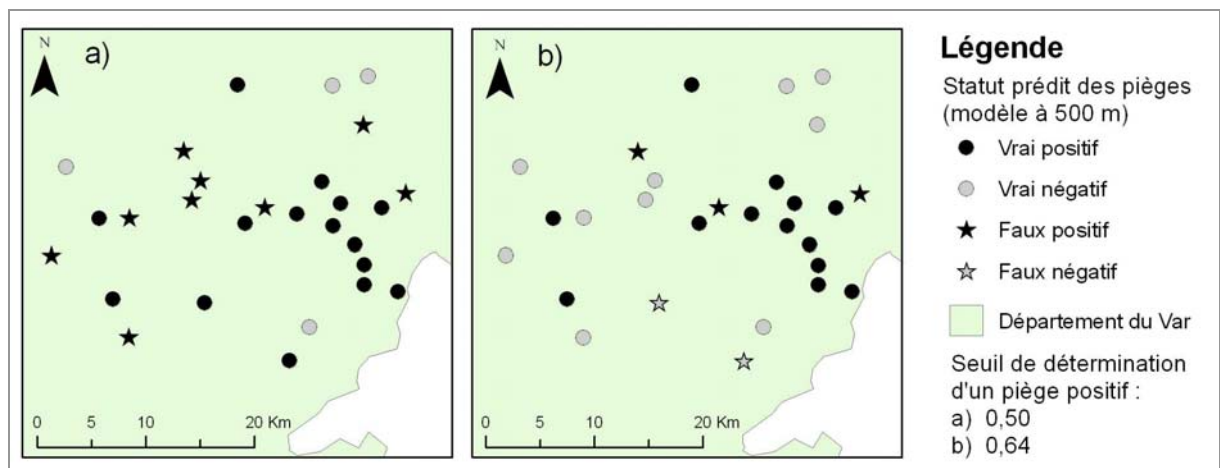 N
a)
0
5
10
20 Km
N
b)
0
5
10
20 Km
Légende
Statut prédit des pièges
(modèle à 500 m)
Vrai positif
Vrai négatif
Faux positif
Faux négatif
Département du Var
Seuil de détermination
d'un piège positif :
a) 0,50
b) 0,64